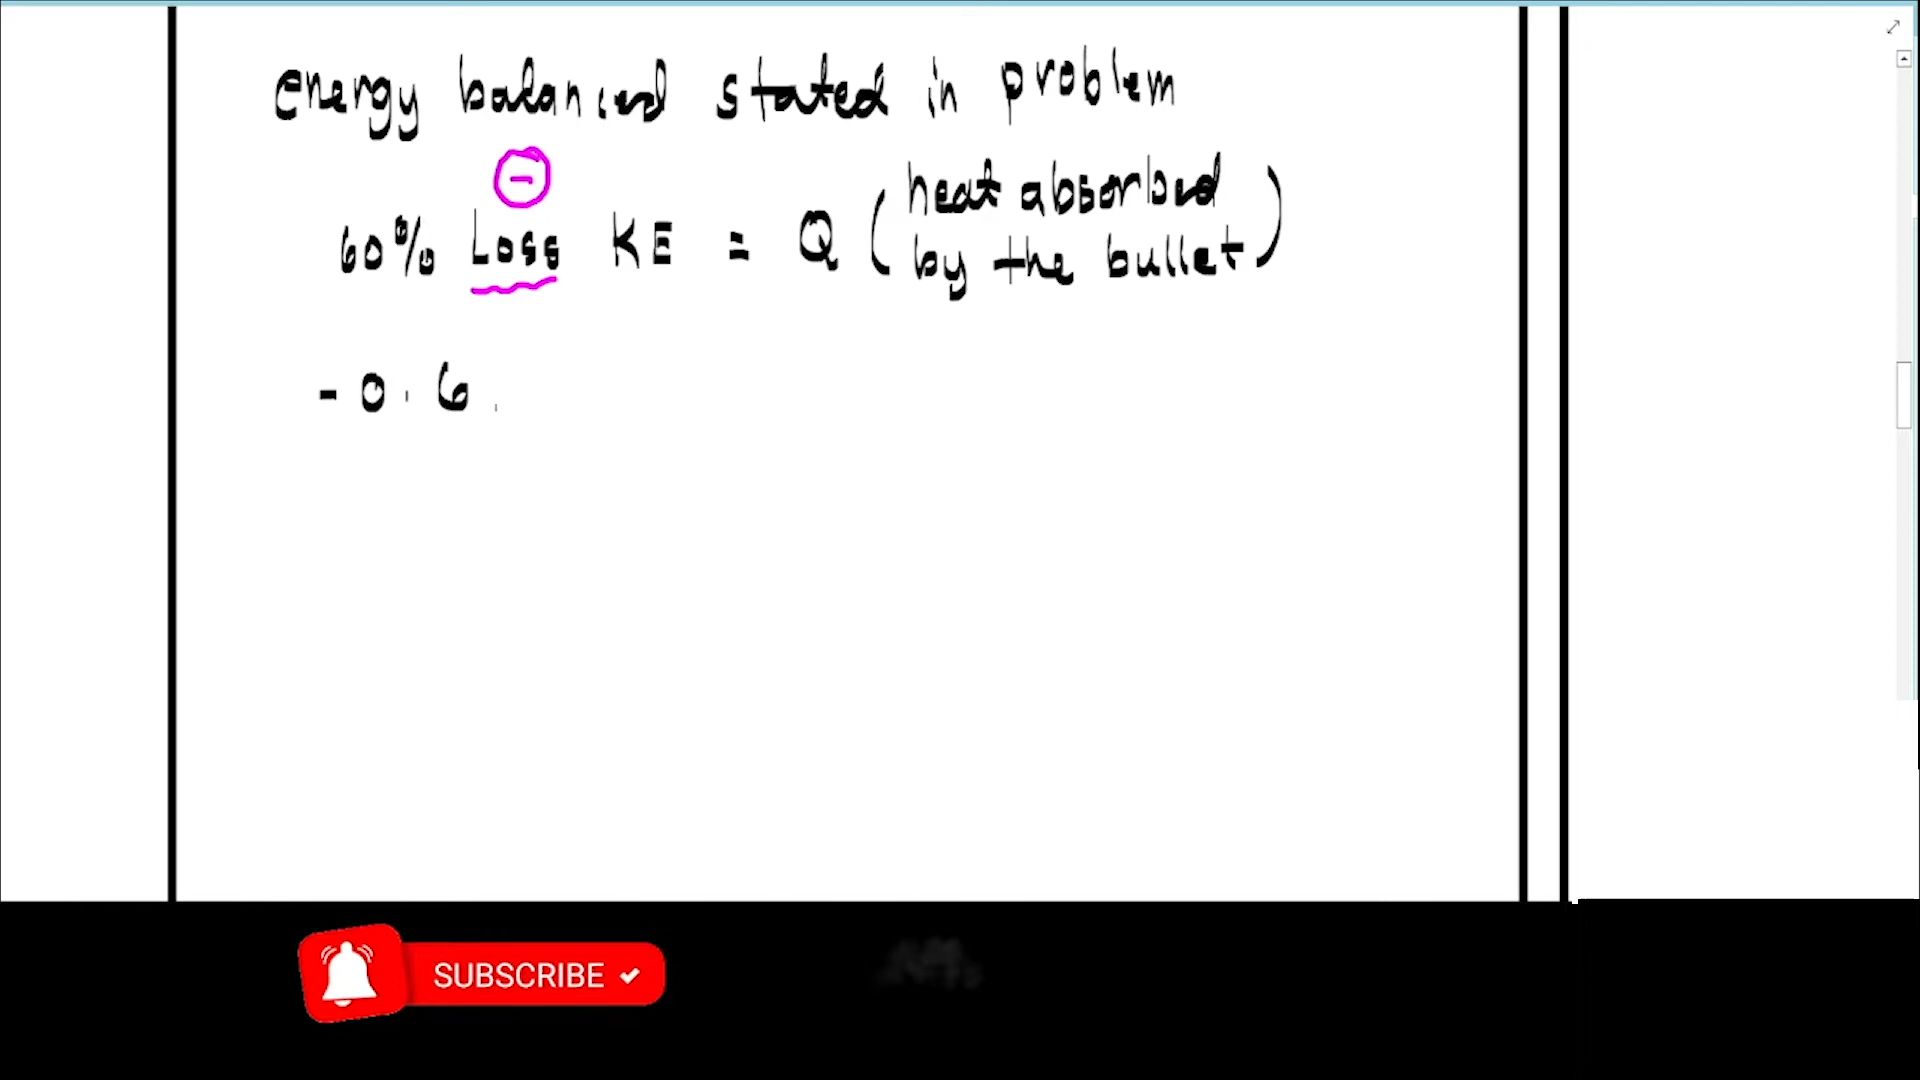 energy balanced stated in problem
-
60% Loss KE = Q (heat absorbed by the bullet)
- 0.6 .
SUBSCRIBE